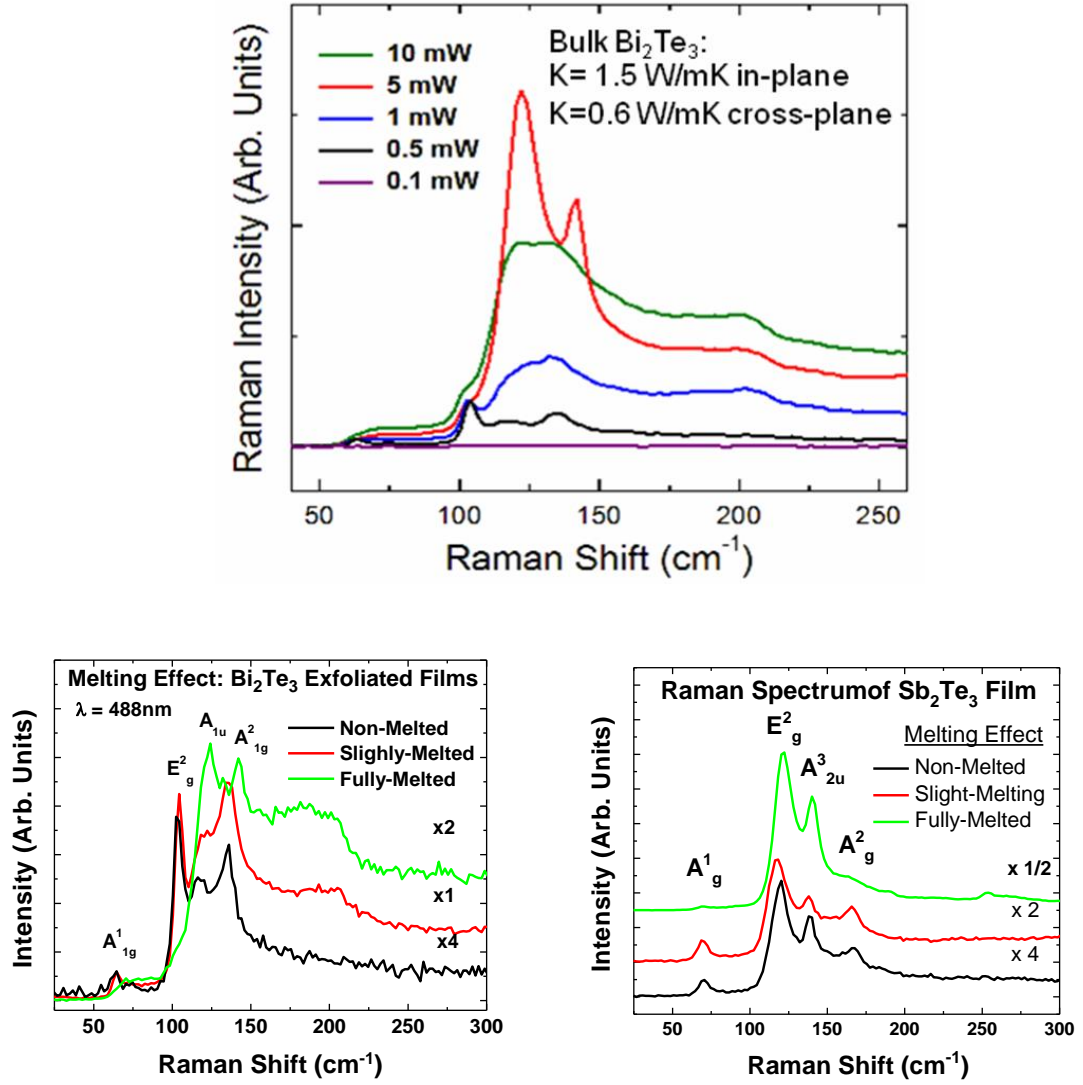 10 mW
5 mW
1 mW
0.5 mW
0.1 mW
Bulk Bi₂Te₃:
K= 1.5 W/mK in-plane
K=0.6 W/mK cross-plane
Raman Intensity (Arb. Units)
50 100 150 200 250
Raman Shift (cm⁻¹)
Melting Effect: Bi₂Te₃ Exfoliated Films
λ = 488nm
Non-Melted
Slighly-Melted
Fully-Melted
A₁ᵤ
A²₁g
E²g
A¹₁g
x2
x1
x4
Intensity (Arb. Units)
50 100 150 200 250 300
Raman Shift (cm⁻¹)
Raman Spectrumof Sb₂Te₃ Film
Melting Effect
Non-Melted
Slight-Melting
Fully-Melted
E²g
A³₂ᵤ
A²g
A¹g
x 1/2
x 2
x 4
Intensity (Arb. Units)
50 100 150 200 250 300
Raman Shift (cm⁻¹)